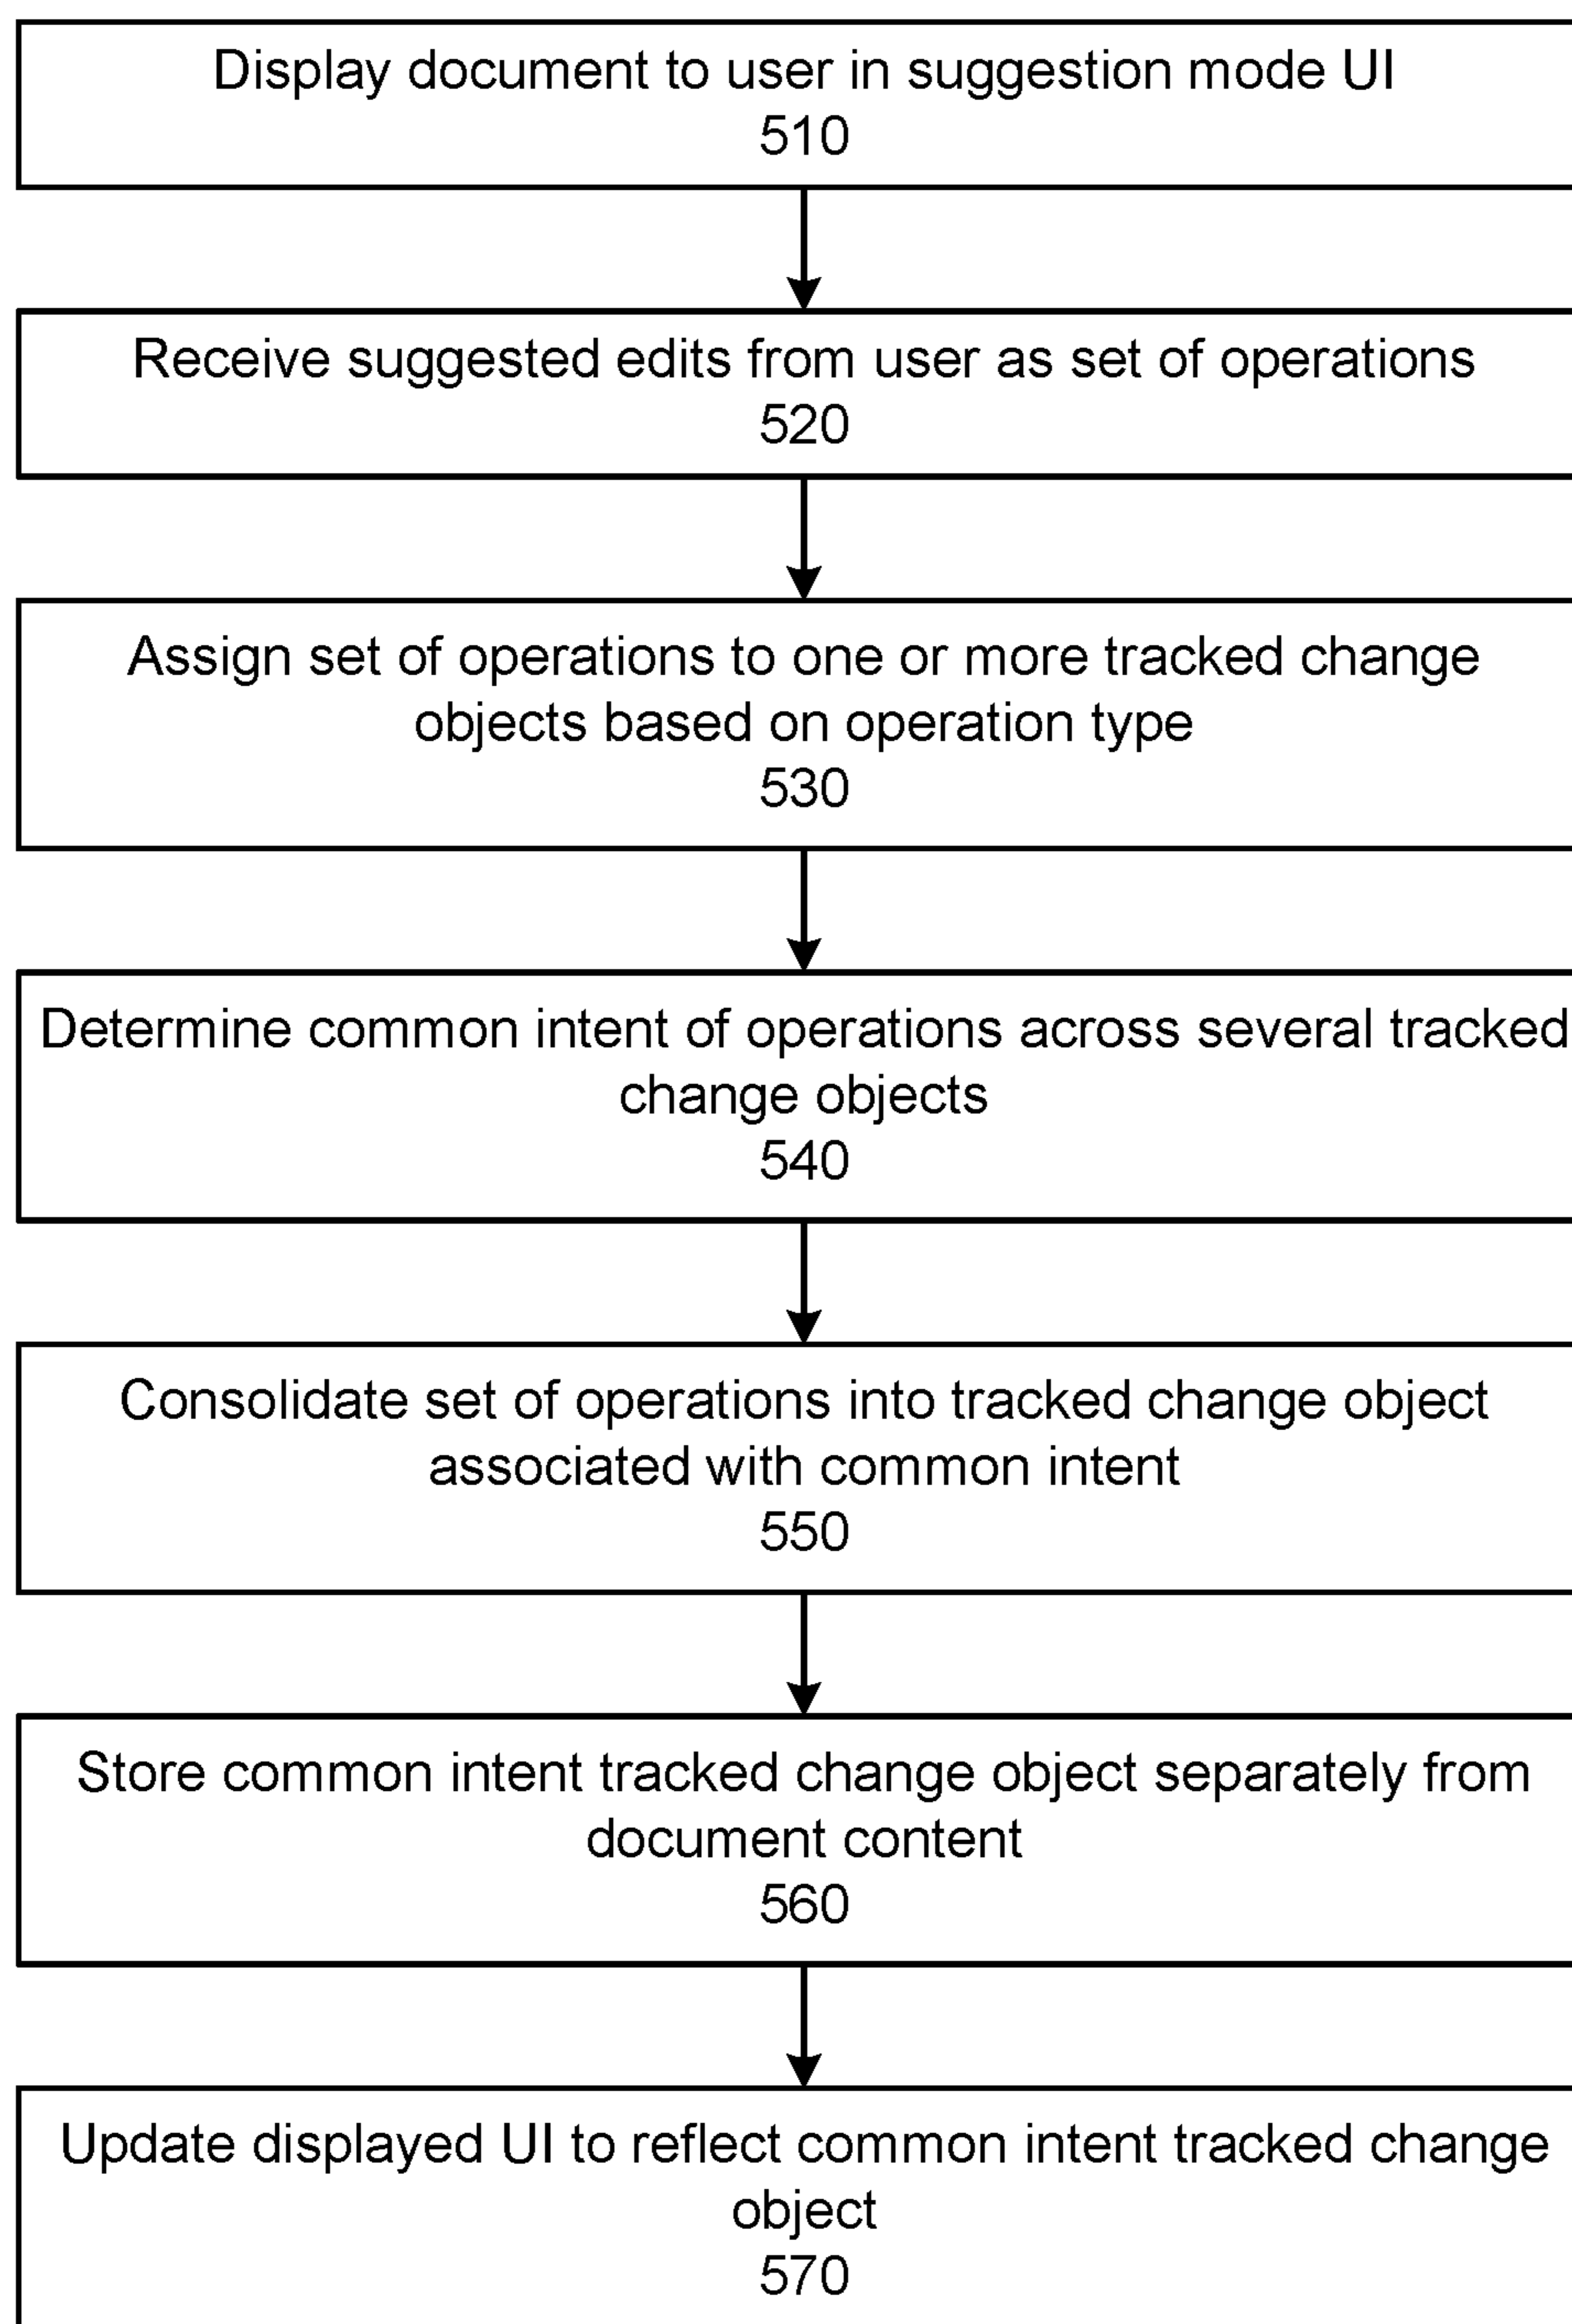 Display document to user in suggestion mode UI
510
Receive suggested edits from user as set of operations
520
Assign set of operations to one or more tracked change
objects based on operation type
530
Determine common intent of operations across several tracked
change objects
540
Consolidate set of operations into tracked change object
associated with common intent
550
Store common intent tracked change object separately from
document content
560
Update displayed UI to reflect common intent tracked change
object
570